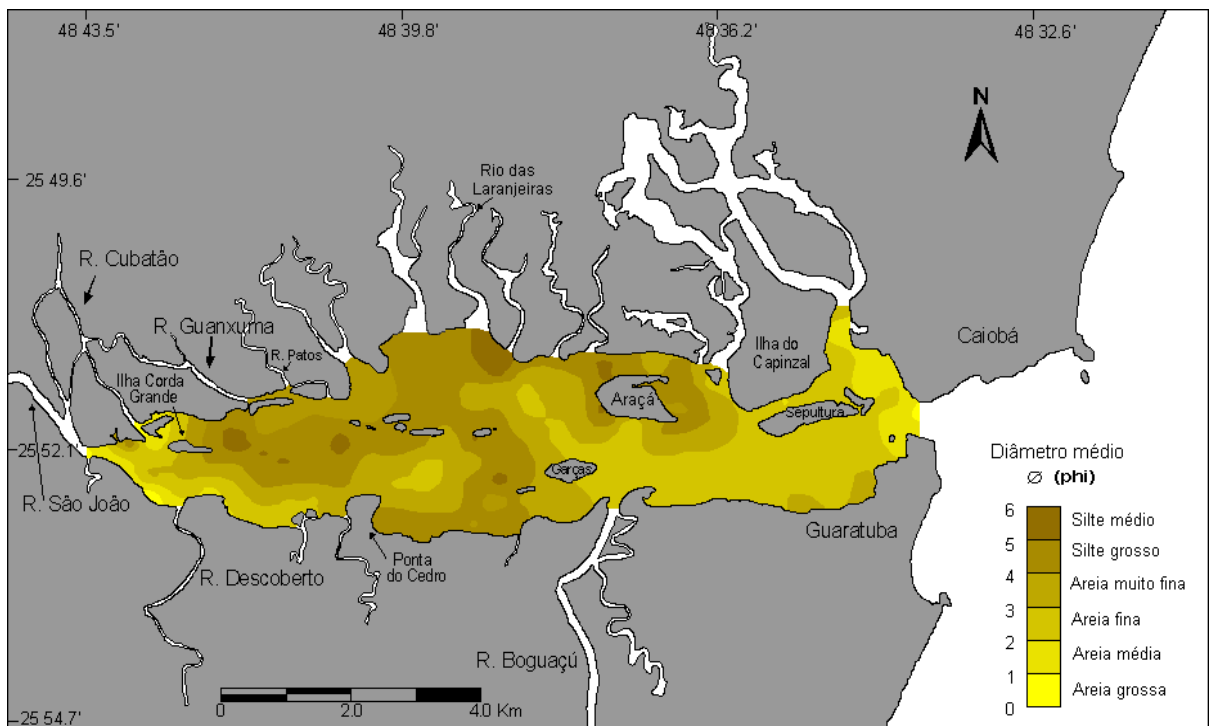 48 43.5'
48 39.8'
48 36.2'
48 32.6'
N
25 49.6'
Rio das
Laranjeiras
R. Cubatão
R. Guanxuma
R. Patos
Ilha Corda
Grande
Ilha do
Capinzal
Caiobá
Araçá
Sepultura
25 52.1'
Garças
R. São João
Guaratuba
Ponta
do Cedro
R. Descoberto
R. Boguaçú
Diâmetro médio
∅ (phi)
6
Silte médio
5
Silte grosso
4
Areia muito fina
3
Areia fina
2
Areia média
1
Areia grossa
0
0 2.0 4.0 Km
25 54.7'